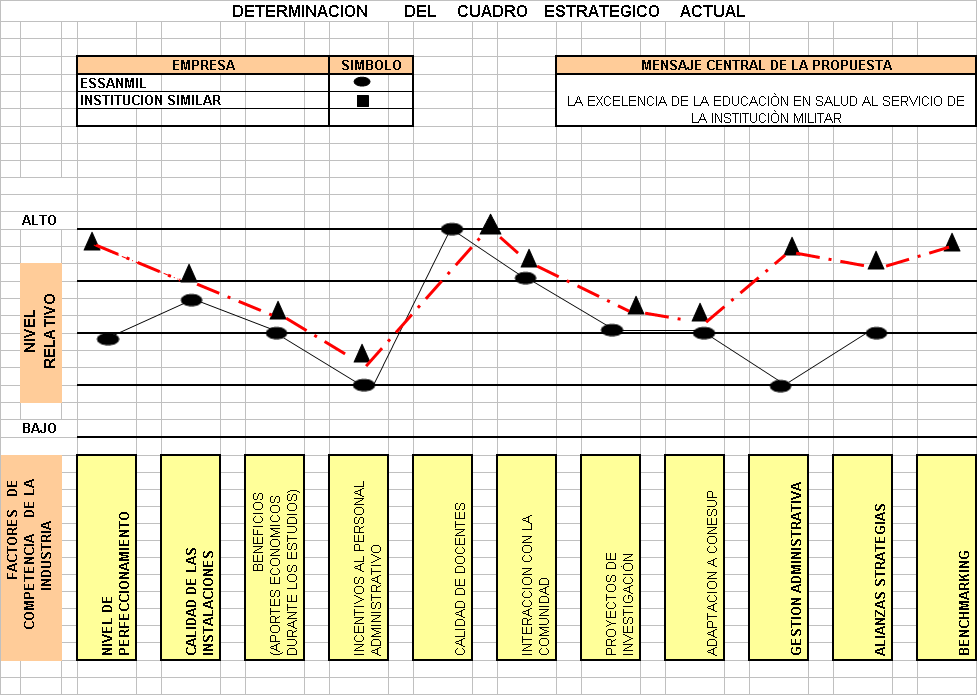 DETERMINACION DEL CUADRO ESTRATEGICO ACTUAL
EMPRESA SIMBOLO
ESSANMIL
INSTITUCION SIMILAR
MENSAJE CENTRAL DE LA PROPUESTA
LA EXCELENCIA DE LA EDUCACIÒN EN SALUD AL SERVICIO DE
LA INSTITUCIÒN MILITAR
ALTO
NIVEL
RELATIVO
BAJO
FACTORES DE
COMPETENCIA DE LA
INDUSTRIA
NIVEL DE
PERFECCIONAMIENTO
CALIDAD DE LAS
INSTALACIONES
BENEFICIOS
(APORTES ECONOMICOS
DURANTE LOS ESTUDIOS)
INCENTIVOS AL PERSONAL
ADMINISTRATIVO
CALIDAD DE DOCENTES
INTERACCION CON LA
COMUNIDAD
PROYECTOS DE
INVESTIGACIÓN
ADAPTACION A CONESUP
GESTION ADMINISTRATIVA
ALIANZAS STRATEGIAS
BENCHMARKING